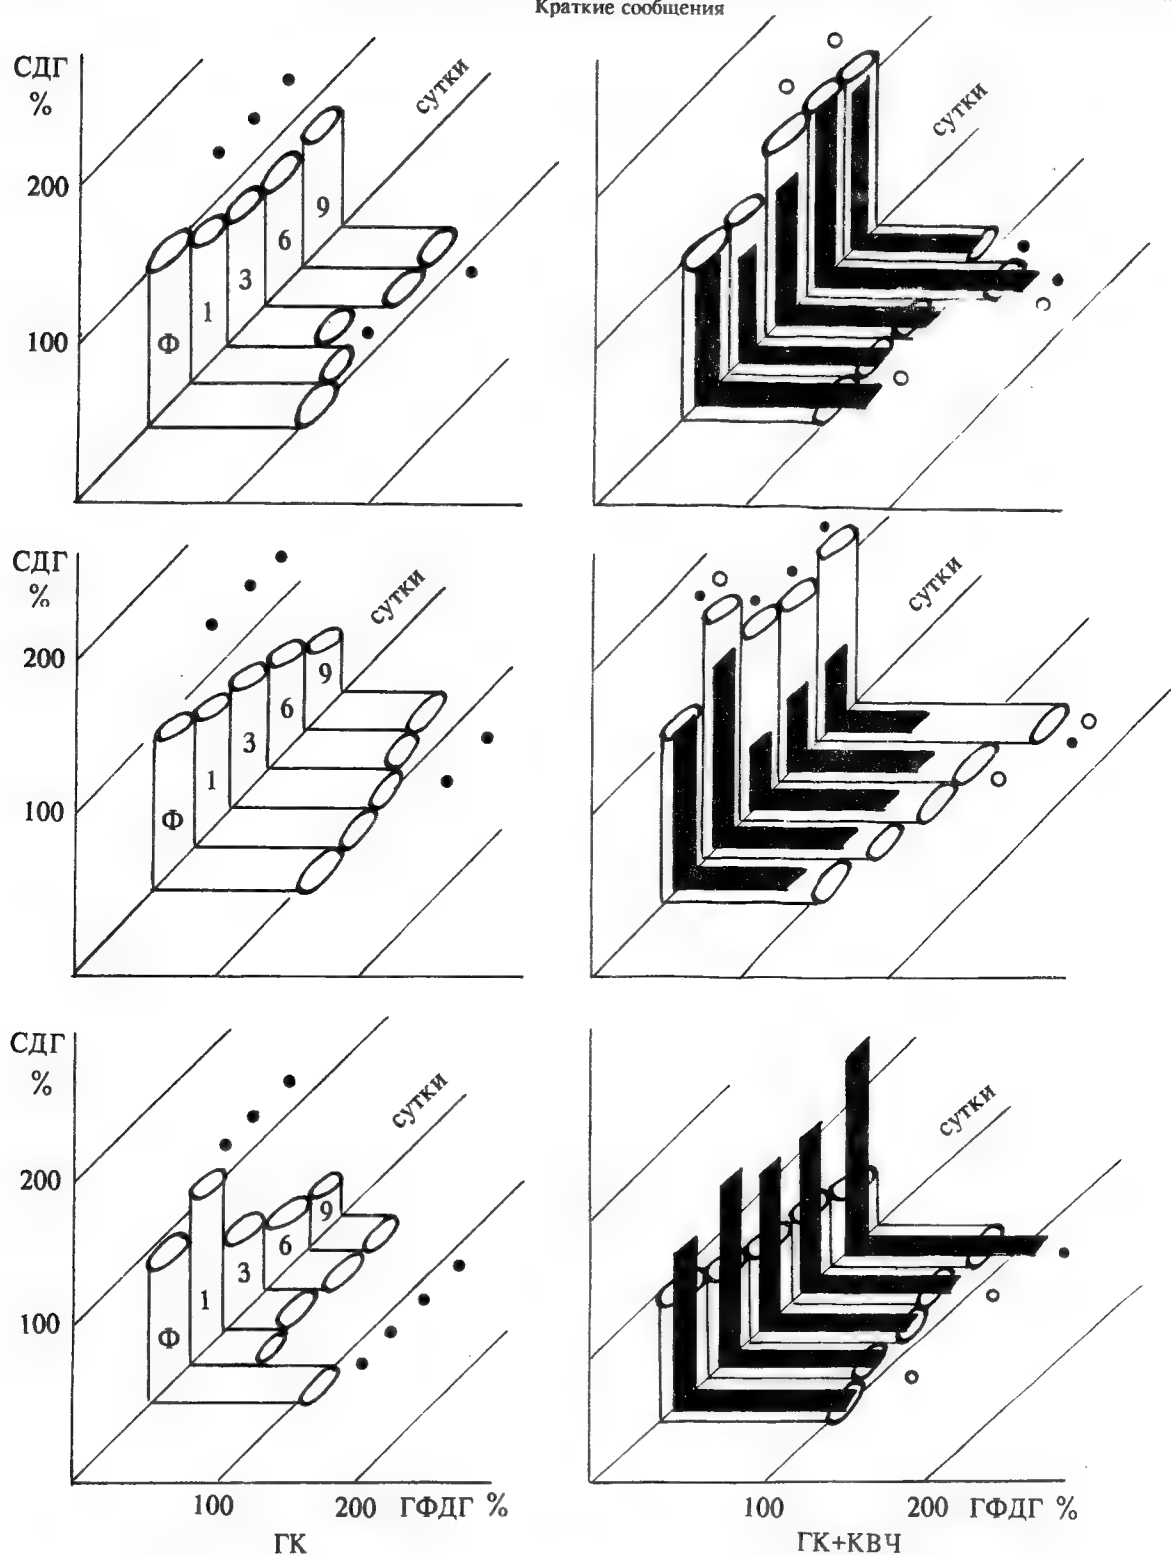 Краткие сообщения
СДГ
%
200
100
сутки
Ф
1
3
6
9
сутки
СДГ
%
200
100
сутки
Ф
1
3
6
9
сутки
СДГ
%
200
100
сутки
Ф
1
3
6
9
сутки
100 200 ГФДГ % 100 200 ГФДГ %
ГК ГК+КВЧ